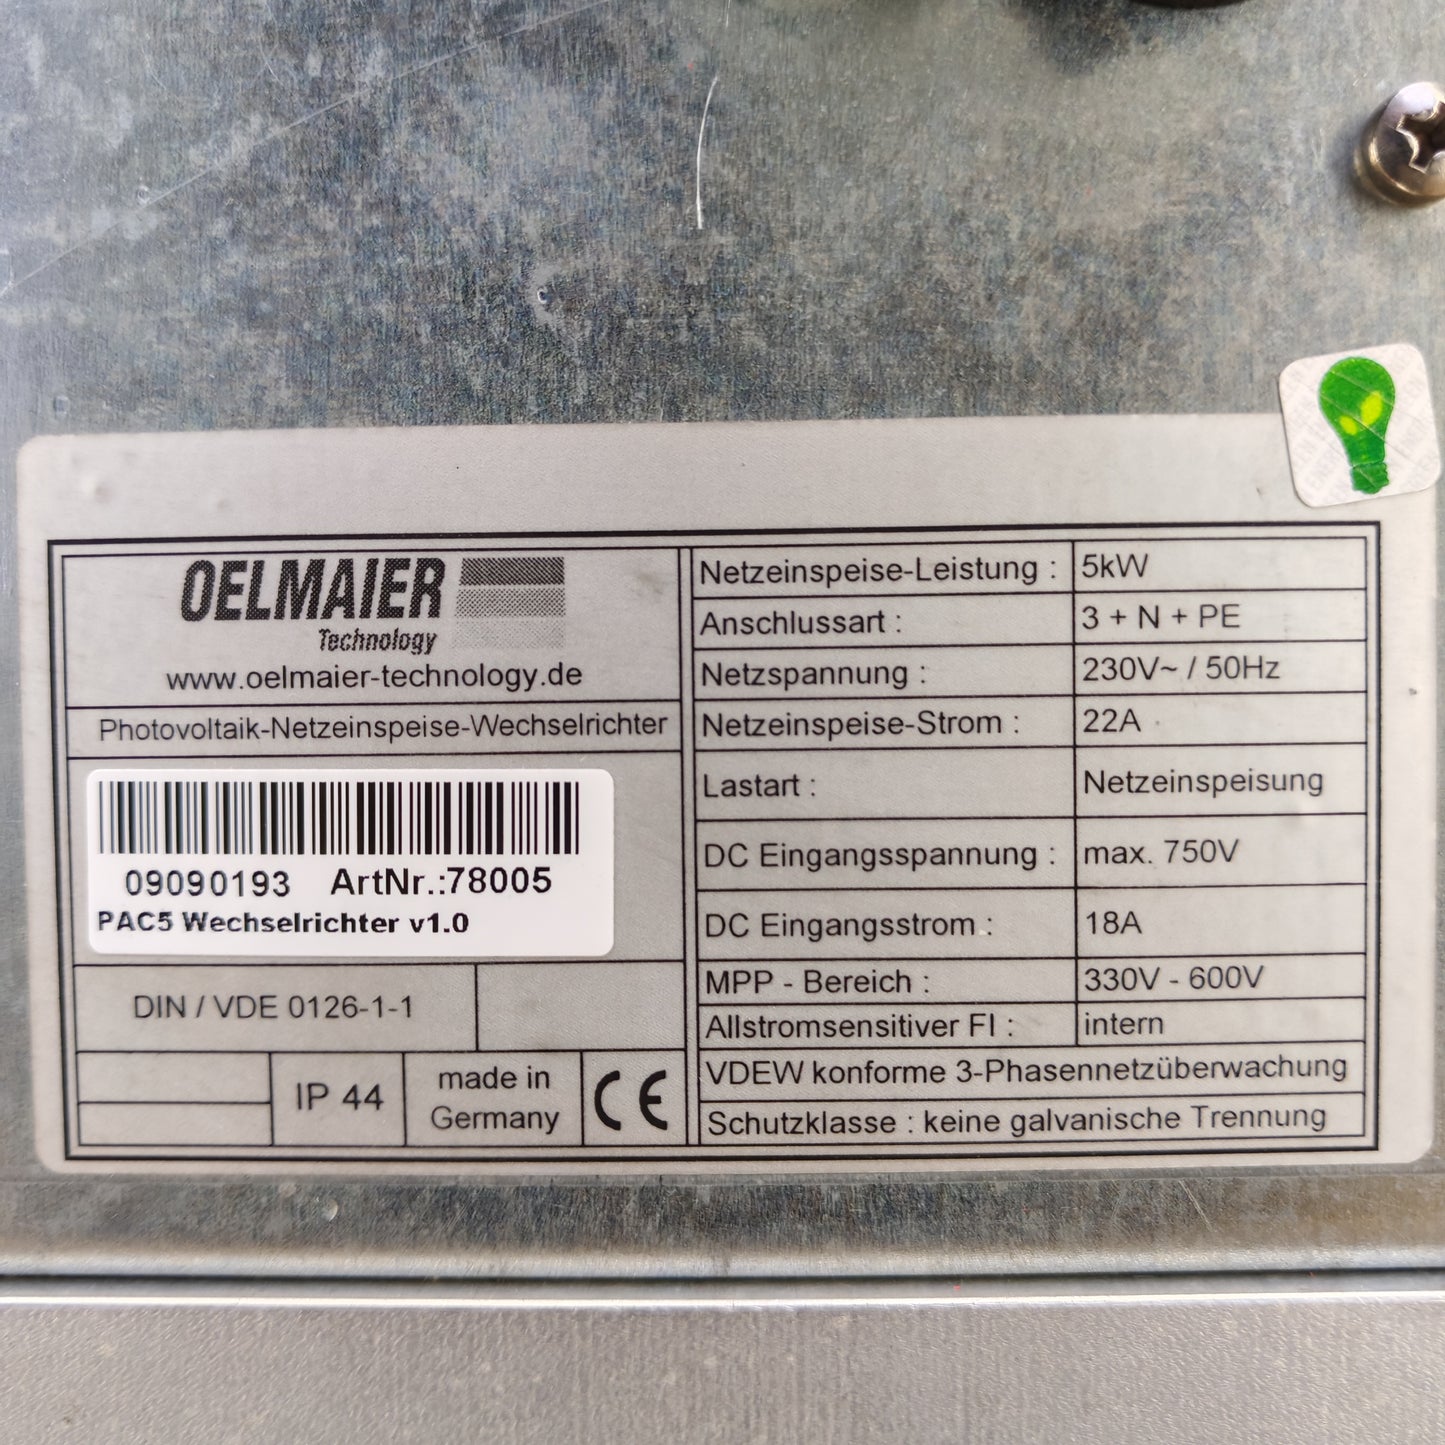 OELMAIER
Technology
www.oelmaier-technology.de
Photovoltaik-Netzeinspeise-Wechselrichter
09090193 ArtNr.:78005
PAC5 Wechselrichter v1.0
DIN / VDE 0126-1-1
IP 44
made in
Germany
CE
Netzeinspeise-Leistung : 5kW
Anschlussart : 3 + N + PE
Netzspannung : 230V~ / 50Hz
Netzeinspeise-Strom : 22A
Lastart : Netzeinspeisung
DC Eingangsspannung : max. 750V
DC Eingangsstrom : 18A
MPP - Bereich : 330V - 600V
Allstromsensitiver FI : intern
VDEW konforme 3-Phasennetzüberwachung
Schutzklasse : keine galvanische Trennung